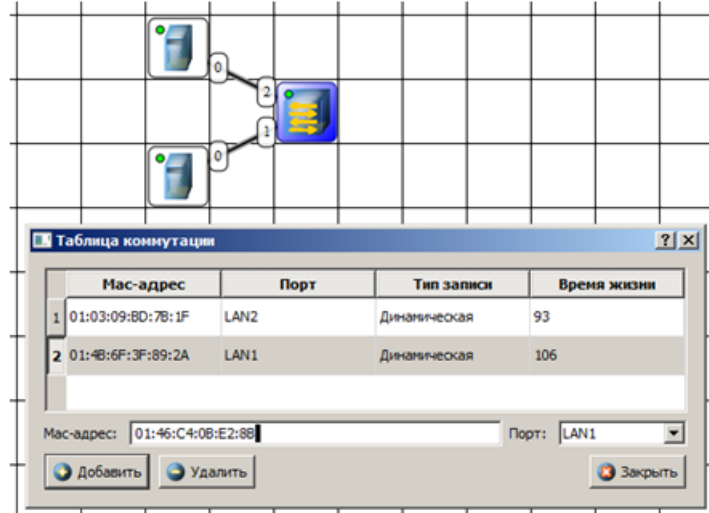 0
2
1
0
Таблица коммутации
Mac-адрес Порт Тип записи Время жизни
1 01:03:09:BD:7B:1F LAN2 Динамическая 93
2 01:4B:6F:3F:89:2A LAN1 Динамическая 106
Mac-адрес: 01:46:C4:0B:E2:8B Порт: LAN1
Добавить Удалить Закрыть